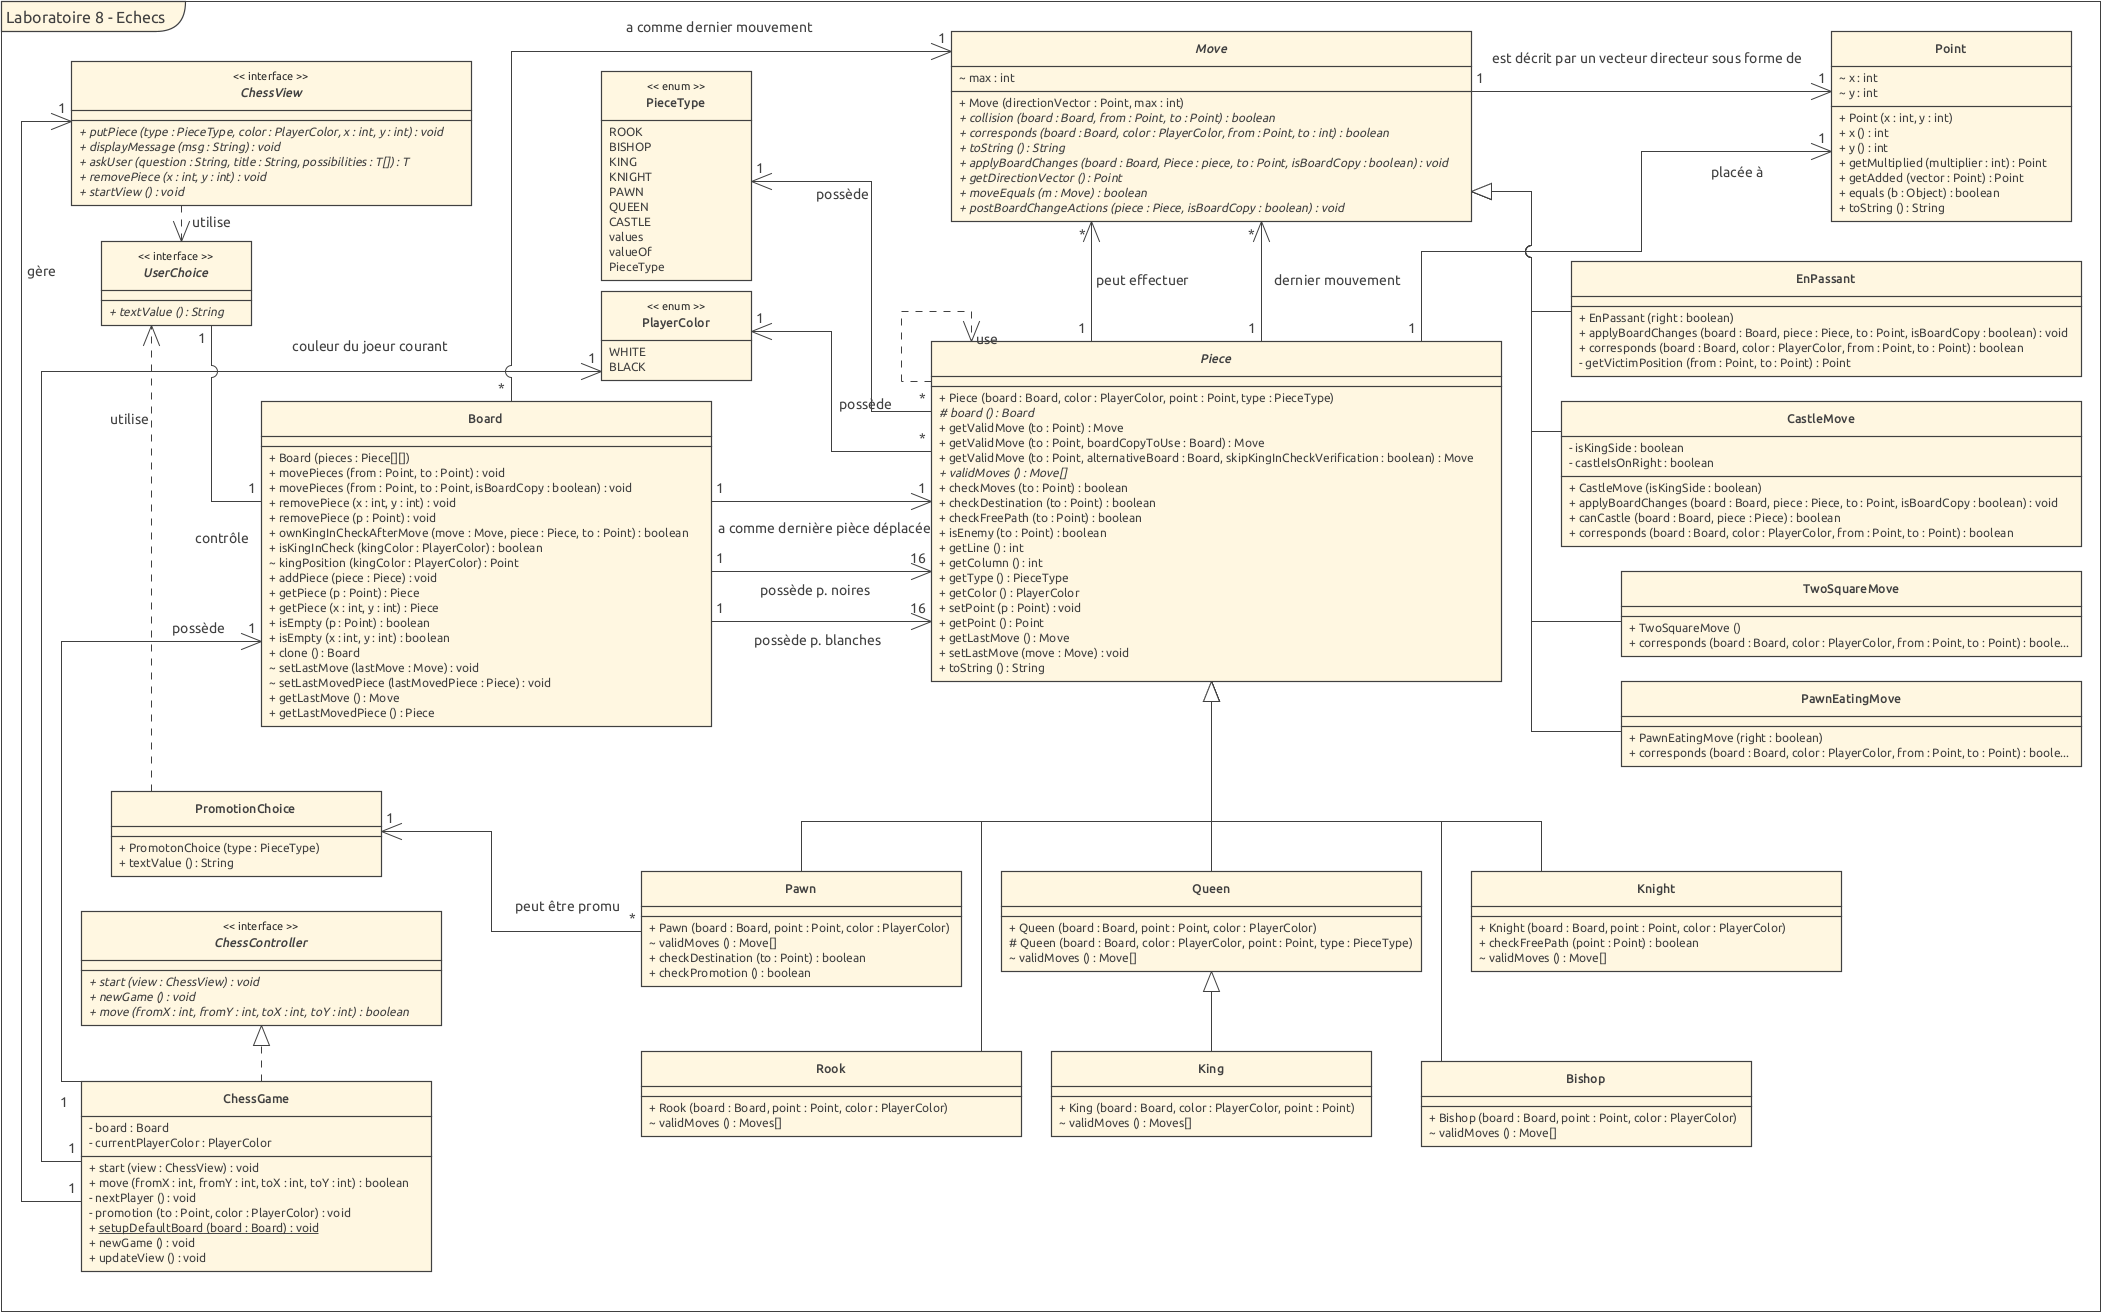 Laboratoire 8 - Echecs
a comme dernier mouvement
1
<< interface >>
ChessView
+ putPiece (type : PieceType, color : PlayerColor, x : int, y : int) : void
+ displayMessage (msg : String) : void
+ askUser (question : String, title : String, possibilities : T[]) : T
+ removePiece (x : int, y : int) : void
+ startView () : void
1
gère
utilise
<< interface >>
UserChoice
+ textValue () : String
1
<< enum >>
PieceType
ROOK
BISHOP
KING
KNIGHT
PAWN
QUEEN
CASTLE
values
valueOf
PieceType
1
possède
<< enum >>
PlayerColor
WHITE
BLACK
1
1
couleur du joeur courant
Move
~ max : int
+ Move (directionVector : Point, max : int)
+ collision (board : Board, from : Point, to : Point) : boolean
+ corresponds (board : Board, color : PlayerColor, from : Point, to : int) : boolean
+ toString () : String
+ applyBoardChanges (board : Board, Piece : piece, to : Point, isBoardCopy : boolean) : void
+ getDirectionVector () : Point
+ moveEquals (m : Move) : boolean
+ postBoardChangeActions (piece : Piece, isBoardCopy : boolean) : void
est décrit par un vecteur directeur sous forme de
1
1
Point
~ x : int
~ y : int
+ Point (x : int, y : int)
+ x () : int
+ y () : int
+ getMultiplied (multiplier : int) : Point
+ getAdded (vector : Point) : Point
+ equals (b : Object) : boolean
+ toString () : String
1
placée à
*
*
peut effectuer
dernier mouvement
1
1
1
use
EnPassant
+ EnPassant (right : boolean)
+ applyBoardChanges (board : Board, piece : Piece, to : Point, isBoardCopy : boolean) : void
+ corresponds (board : Board, color : PlayerColor, from : Point, to : Point) : boolean
- getVictimPosition (from : Point, to : Point) : Point
CastleMove
- isKingSide : boolean
- castleIsOnRight : boolean
+ CastleMove (isKingSide : boolean)
+ applyBoardChanges (board : Board, piece : Piece, to : Point, isBoardCopy : boolean) : void
+ canCastle (board : Board, piece : Piece) : boolean
+ corresponds (board : Board, color : PlayerColor, from : Point, to : Point) : boolean
TwoSquareMove
+ TwoSquareMove ()
+ corresponds (board : Board, color : PlayerColor, from : Point, to : Point) : boole...
PawnEatingMove
+ PawnEatingMove (right : boolean)
+ corresponds (board : Board, color : PlayerColor, from : Point, to : Point) : boole...
*
Board
+ Board (pieces : Piece[][])
+ movePieces (from : Point, to : Point) : void
+ movePieces (from : Point, to : Point, isBoardCopy : boolean) : void
+ removePiece (x : int, y : int) : void
+ removePiece (p : Point) : void
+ ownKingInCheckAfterMove (move : Move, piece : Piece, to : Point) : boolean
+ isKingInCheck (kingColor : PlayerColor) : boolean
~ kingPosition (kingColor : PlayerColor) : Point
+ addPiece (piece : Piece) : void
+ getPiece (p : Point) : Piece
+ getPiece (x : int, y : int) : Piece
+ isEmpty (p : Point) : boolean
+ isEmpty (x : int, y : int) : boolean
+ clone () : Board
~ setLastMove (lastMove : Move) : void
~ setLastMovedPiece (lastMovedPiece : Piece) : void
+ getLastMove () : Move
+ getLastMovedPiece () : Piece
utilise
1
contrôle
possède
1
possède
*
*
1
1
a comme dernière pièce déplacée
1
16
possède p. noires
1
16
possède p. blanches
Piece
+ Piece (board : Board, color : PlayerColor, point : Point, type : PieceType)
# board () : Board
+ getValidMove (to : Point) : Move
+ getValidMove (to : Point, boardCopyToUse : Board) : Move
+ getValidMove (to : Point, alternativeBoard : Board, skipKingInCheckVerification : boolean) : Move
+ validMoves () : Move[]
+ checkMoves (to : Point) : boolean
+ checkDestination (to : Point) : boolean
+ checkFreePath (to : Point) : boolean
+ isEnemy (to : Point) : boolean
+ getLine () : int
+ getColumn () : int
+ getType () : PieceType
+ getColor () : PlayerColor
+ setPoint (p : Point) : void
+ getPoint () : Point
+ getLastMove () : Move
+ setLastMove (move : Move) : void
+ toString () : String
PromotionChoice
+ PromotonChoice (type : PieceType)
+ textValue () : String
1
peut être promu
*
Pawn
+ Pawn (board : Board, point : Point, color : PlayerColor)
~ validMoves () : Move[]
+ checkDestination (to : Point) : boolean
+ checkPromotion () : boolean
Queen
+ Queen (board : Board, point : Point, color : PlayerColor)
# Queen (board : Board, color : PlayerColor, point : Point, type : PieceType)
~ validMoves () : Move[]
Knight
+ Knight (board : Board, point : Point, color : PlayerColor)
+ checkFreePath (point : Point) : boolean
~ validMoves () : Move[]
<< interface >>
ChessController
+ start (view : ChessView) : void
+ newGame () : void
+ move (fromX : int, fromY : int, toX : int, toY : int) : boolean
Rook
+ Rook (board : Board, point : Point, color : PlayerColor)
~ validMoves () : Moves[]
King
+ King (board : Board, color : PlayerColor, point : Point)
~ validMoves () : Moves[]
Bishop
+ Bishop (board : Board, point : Point, color : PlayerColor)
~ validMoves () : Move[]
1
1
1
ChessGame
- board : Board
- currentPlayerColor : PlayerColor
+ start (view : ChessView) : void
+ move (fromX : int, fromY : int, toX : int, toY : int) : boolean
- nextPlayer () : void
- promotion (to : Point, color : PlayerColor) : void
+ setupDefaultBoard (board : Board) : void
+ newGame () : void
+ updateView () : void